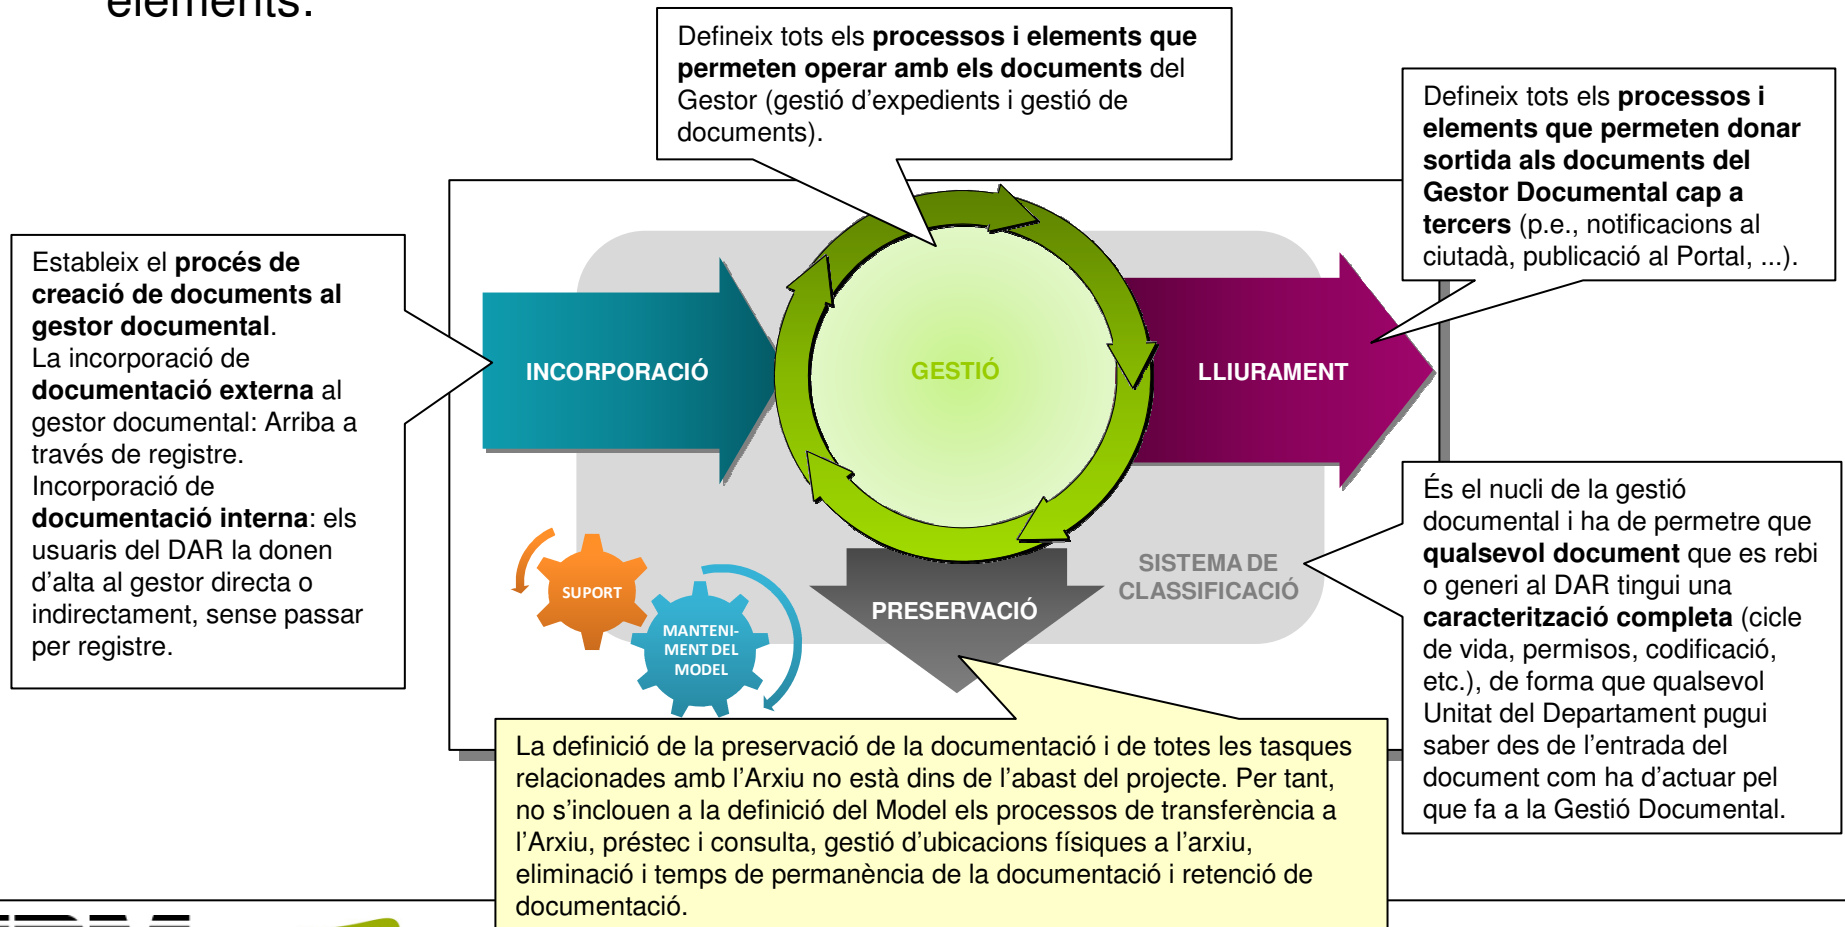 elements:
Defineix tots els processos i elements que
permeten operar amb els documents del
Gestor (gestió d'expedients i gestió de
documents).
Defineix tots els processos i
elements que permeten donar
sortida als documents del
Gestor Documental cap a
tercers (p.e., notificacions al
ciutadà, publicació al Portal, ...).
Estableix el procés de
creació de documents al
gestor documental.
La incorporació de
documentació externa al
gestor documental: Arriba a
través de registre.
Incorporació de
documentació interna: els
usuaris del DAR la donen
d'alta al gestor directa o
indirectament, sense passar
per registre.
INCORPORACIÓ
GESTIÓ
LLIURAMENT
SUPORT
MANTENI-
MENT DEL
MODEL
PRESERVACIÓ
SISTEMA DE
CLASSIFICACIÓ
És el nucli de la gestió
documental i ha de permetre que
qualsevol document que es rebi
o generi al DAR tingui una
caracterització completa (cicle
de vida, permisos, codificació,
etc.), de forma que qualsevol
Unitat del Departament pugui
saber des de l'entrada del
document com ha d'actuar pel
que fa a la Gestió Documental.
La definició de la preservació de la documentació i de totes les tasques
relacionades amb l'Arxiu no està dins de l'abast del projecte. Per tant,
no s'inclouen a la definició del Model els processos de transferència a
l'Arxiu, préstec i consulta, gestió d'ubicacions físiques a l'arxiu,
eliminació i temps de permanència de la documentació i retenció de
documentació.